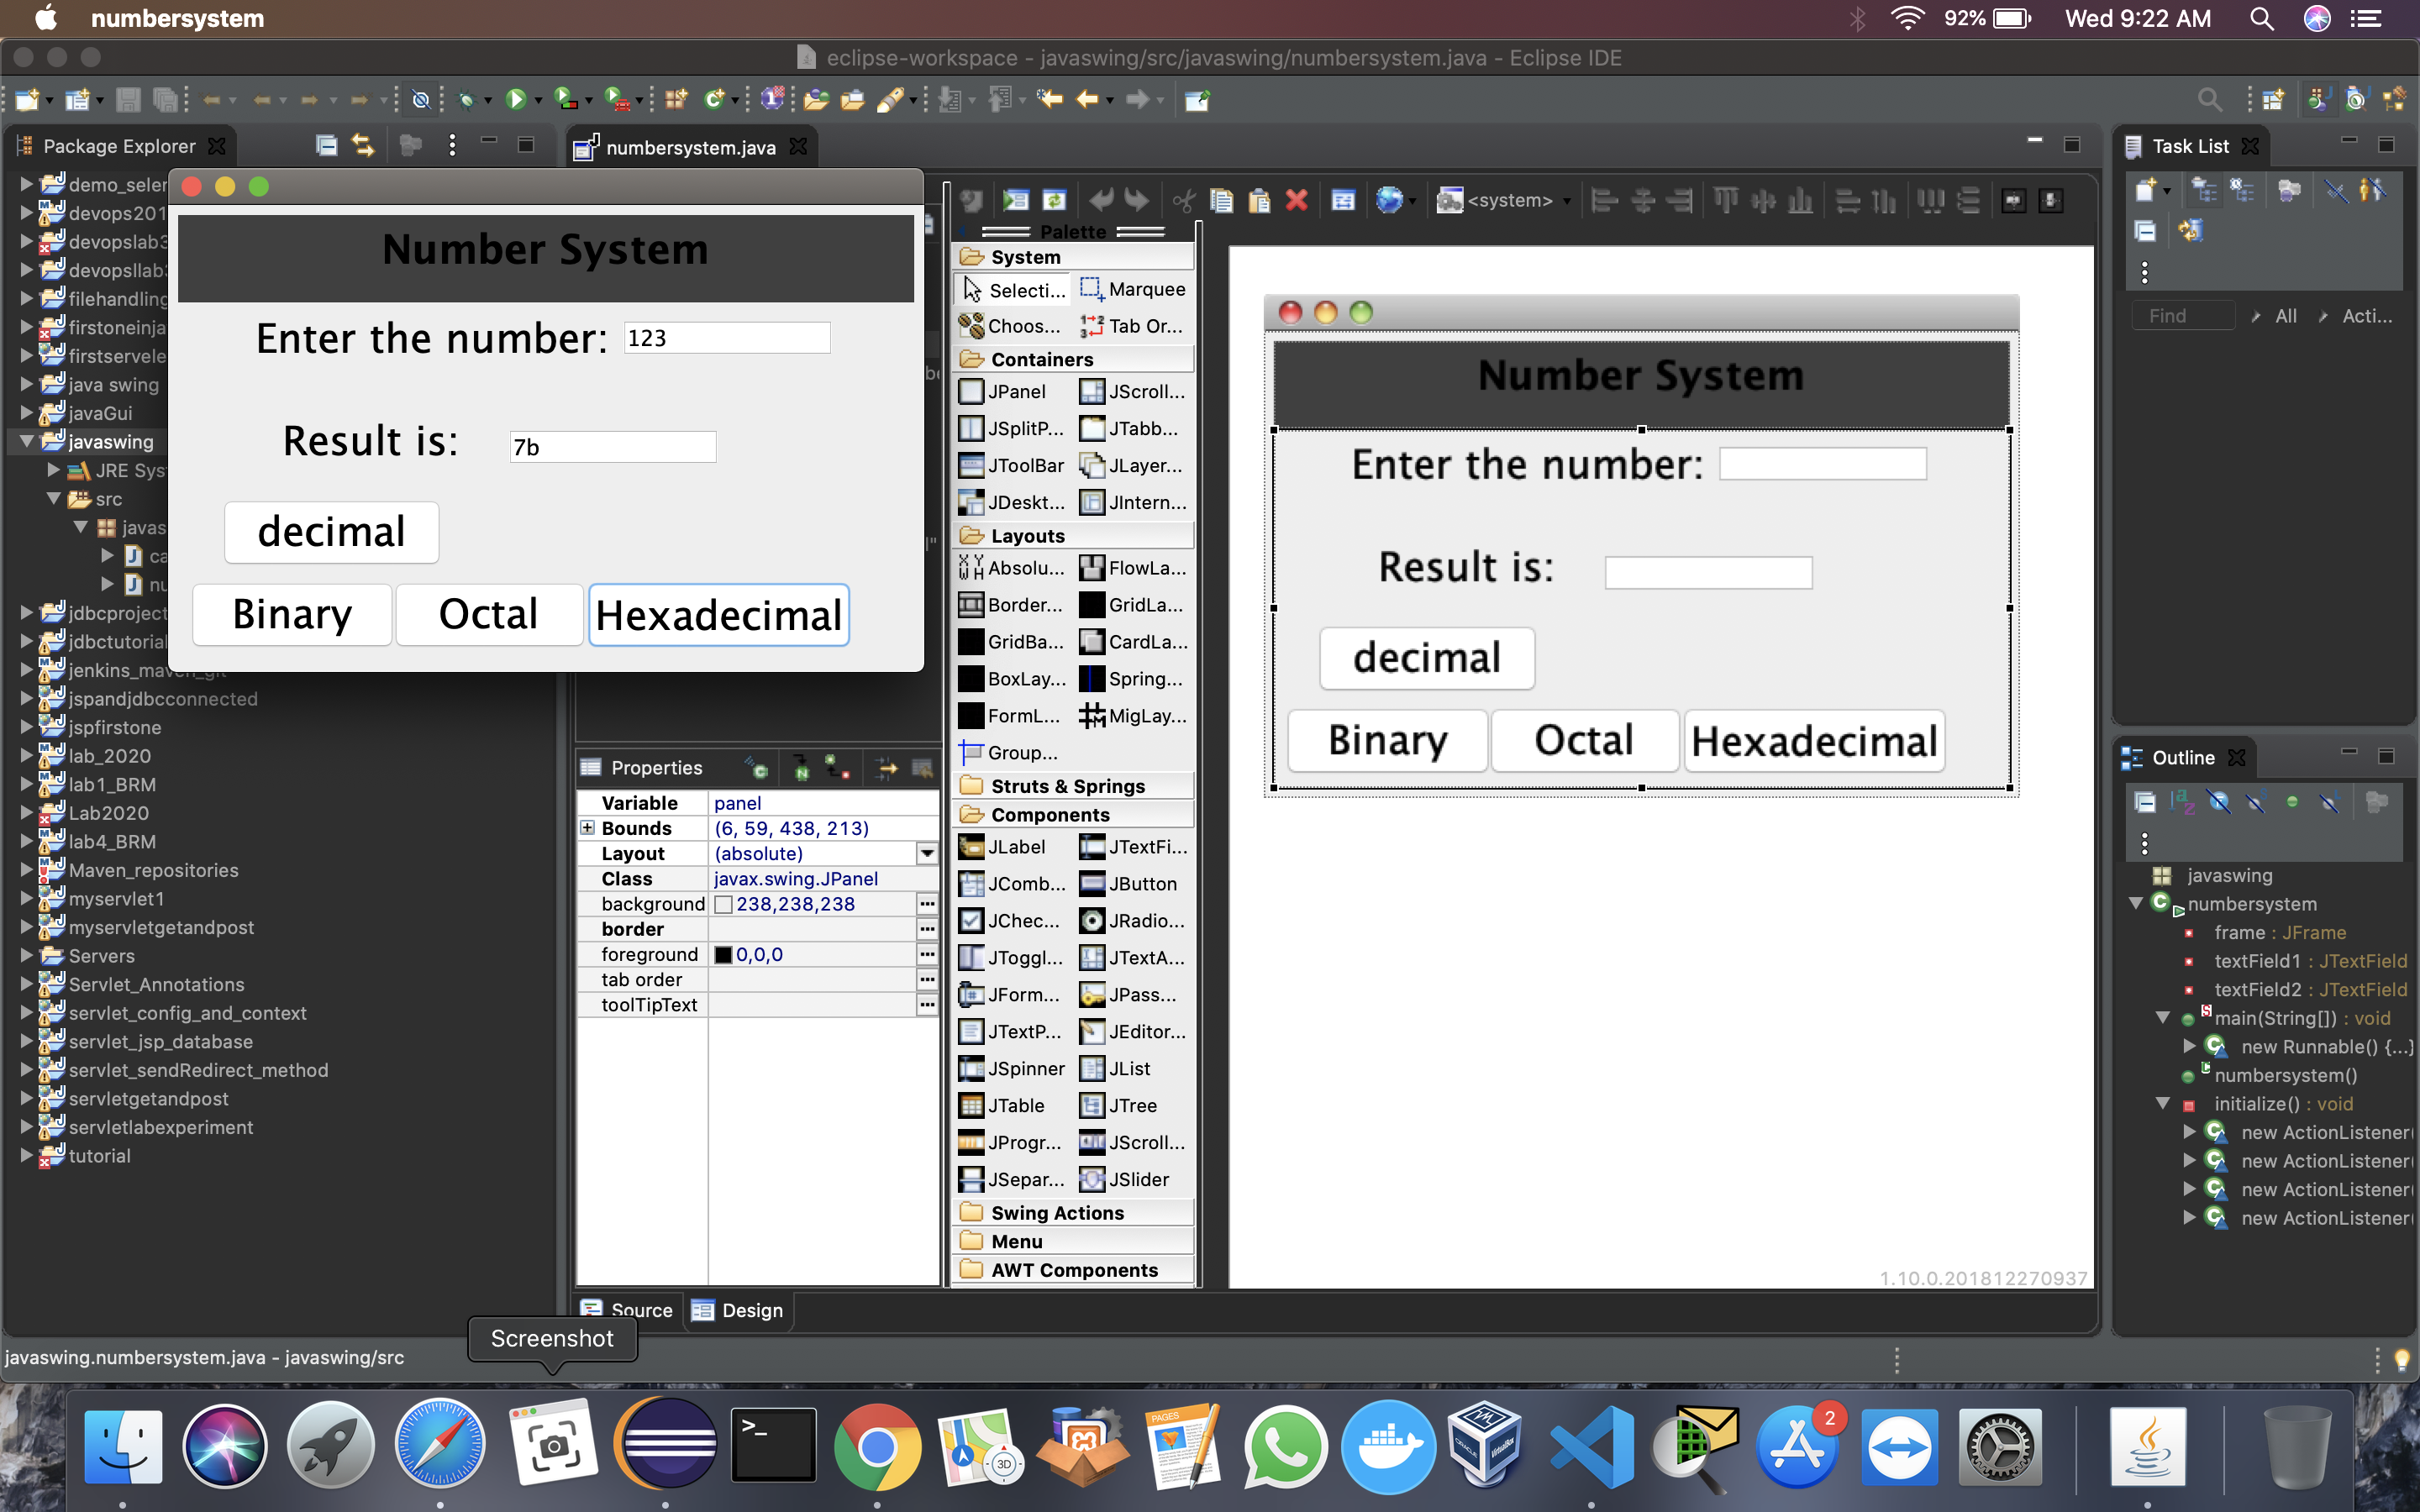 numbersystem
92%
Wed 9:22 AM
eclipse-workspace - javaswing/src/javaswing/numbersystem.java - Eclipse IDE
Package Explorer
numbersystem.java
Task List
demo_seler
devops201
devopslab3
devopsllab3
filehandling
firstoneinja
firstservele
java swing
javaGui
javaswing
JRE Sys
src
javas
ca
nu
jdbcproject
jdbctutorial
jenkins_maven_git
jspandjdbcconnected
jspfirstone
lab_2020
lab1_BRM
Lab2020
lab4_BRM
Maven_repositories
myservlet1
myservletgetandpost
Servers
Servlet_Annotations
servlet_config_and_context
servlet_jsp_database
servlet_sendRedirect_method
servletgetandpost
servletlabexperiment
tutorial
Number System
Enter the number: 123
Result is: 7b
decimal
Binary Octal Hexadecimal
Properties
Variable panel
Bounds (6, 59, 438, 213)
Layout (absolute)
Class javax.swing.JPanel
background 238,238,238
border
foreground 0,0,0
tab order
toolTipText
<system>
Palette
System
Selecti... Marquee
Choos... Tab Or...
Containers
JPanel JScroll...
JSplitP... JTabb...
JToolBar JLayer...
JDeskt... JIntern...
Layouts
Absolu... FlowLa...
Border... GridLa...
GridBa... CardLa...
BoxLay... Spring...
FormL... MigLay...
Group...
Struts & Springs
Components
JLabel JTextFi...
JComb... JButton
JChec... JRadio...
JToggl... JTextA...
JForm... JPass...
JTextP... JEditor...
JSpinner JList
JTable JTree
JProgr... JScroll...
JSepar... JSlider
Swing Actions
Menu
AWT Components
Number System
Enter the number:
Result is:
decimal
Binary Octal Hexadecimal
1.10.0.201812270937
Source Design
Find All Acti...
Outline
javaswing
numbersystem
frame : JFrame
textField1 : JTextField
textField2 : JTextField
main(String[]) : void
new Runnable() {...}
numbersystem()
initialize() : void
new ActionListener(
new ActionListener(
new ActionListener(
new ActionListener(
Screenshot
javaswing.numbersystem.java - javaswing/src
PAGES
3D
2